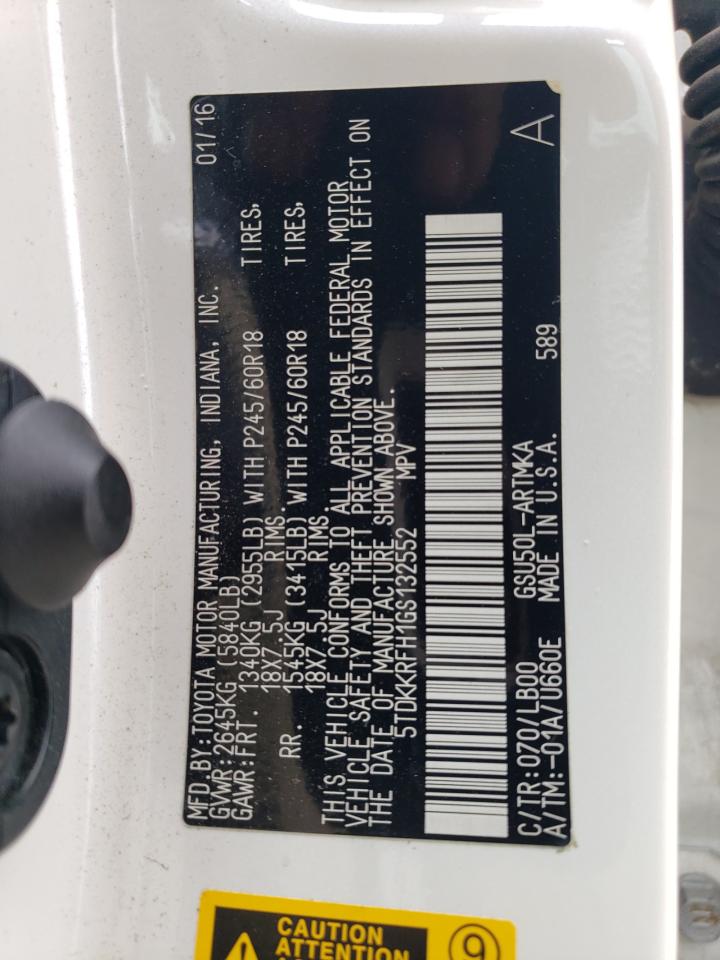 MFD.BY:TOYOTA MOTOR MANUFACTURING, INDIANA, INC. 01/16
GVWR:2645KG (5840LB)
GAWR:FRT. 1340KG (2955LB) WITH P245/60R18 TIRES,
18X7.5J RIMS.
RR. 1545KG (3415LB) WITH P245/60R18 TIRES,
18X7.5J RIMS.
THIS VEHICLE CONFORMS TO ALL APPLICABLE FEDERAL MOTOR
VEHICLE SAFETY AND THEFT PREVENTION STANDARDS IN EFFECT ON
THE DATE OF MANUFACTURE SHOWN ABOVE.
5TDKKRFH1GS132552 MPV
A
C/TR:070/LB00 GSU50L-ARTMKA
A/TM:-01A/U660E MADE IN U.S.A. 589
CAUTION
ATTENTION
9